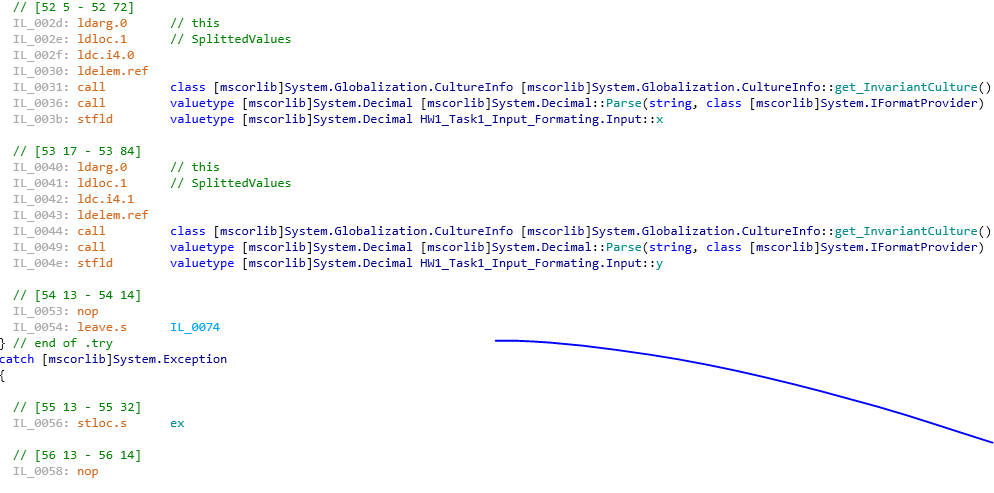 // [52 5 - 52 72]
IL_002d: ldarg.0      // this
IL_002e: ldloc.1      // SplittedValues
IL_002f: ldc.i4.0
IL_0030: ldelem.ref
IL_0031: call         class [mscorlib]System.Globalization.CultureInfo [mscorlib]System.Globalization.CultureInfo::get_InvariantCulture()
IL_0036: call         valuetype [mscorlib]System.Decimal [mscorlib]System.Decimal::Parse(string, class [mscorlib]System.IFormatProvider)
IL_003b: stfld        valuetype [mscorlib]System.Decimal HW1_Task1_Input_Formating.Input::x
// [53 17 - 53 84]
IL_0040: ldarg.0      // this
IL_0041: ldloc.1      // SplittedValues
IL_0042: ldc.i4.1
IL_0043: ldelem.ref
IL_0044: call         class [mscorlib]System.Globalization.CultureInfo [mscorlib]System.Globalization.CultureInfo::get_InvariantCulture()
IL_0049: call         valuetype [mscorlib]System.Decimal [mscorlib]System.Decimal::Parse(string, class [mscorlib]System.IFormatProvider)
IL_004e: stfld        valuetype [mscorlib]System.Decimal HW1_Task1_Input_Formating.Input::y
// [54 13 - 54 14]
IL_0053: nop
IL_0054: leave.s      IL_0074
} // end of .try
catch [mscorlib]System.Exception
{
// [55 13 - 55 32]
IL_0056: stloc.s      ex
// [56 13 - 56 14]
IL_0058: nop